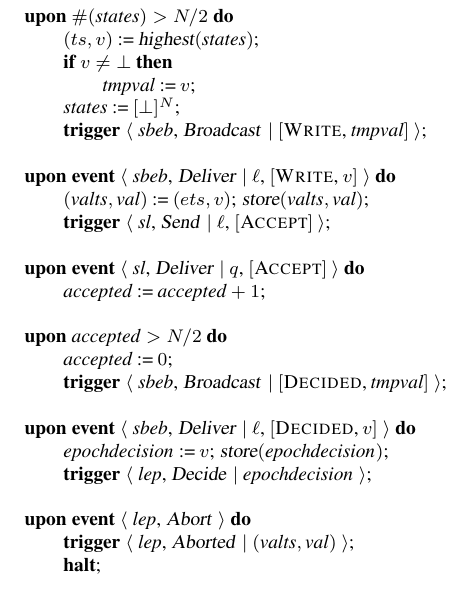 upon #(states) > N/2 do
(ts, v) := highest(states);
if v ≠ ⊥ then
tmpval := v;
states := [⊥]^N;
trigger ⟨ sbeb, Broadcast | [WRITE, tmpval] ⟩;
upon event ⟨ sbeb, Deliver | ℓ, [WRITE, v] ⟩ do
(valts, val) := (ets, v); store(valts, val);
trigger ⟨ sl, Send | ℓ, [ACCEPT] ⟩;
upon event ⟨ sl, Deliver | q, [ACCEPT] ⟩ do
accepted := accepted + 1;
upon accepted > N/2 do
accepted := 0;
trigger ⟨ sbeb, Broadcast | [DECIDED, tmpval] ⟩;
upon event ⟨ sbeb, Deliver | ℓ, [DECIDED, v] ⟩ do
epochdecision := v; store(epochdecision);
trigger ⟨ lep, Decide | epochdecision ⟩;
upon event ⟨ lep, Abort ⟩ do
trigger ⟨ lep, Aborted | (valts, val) ⟩;
halt;